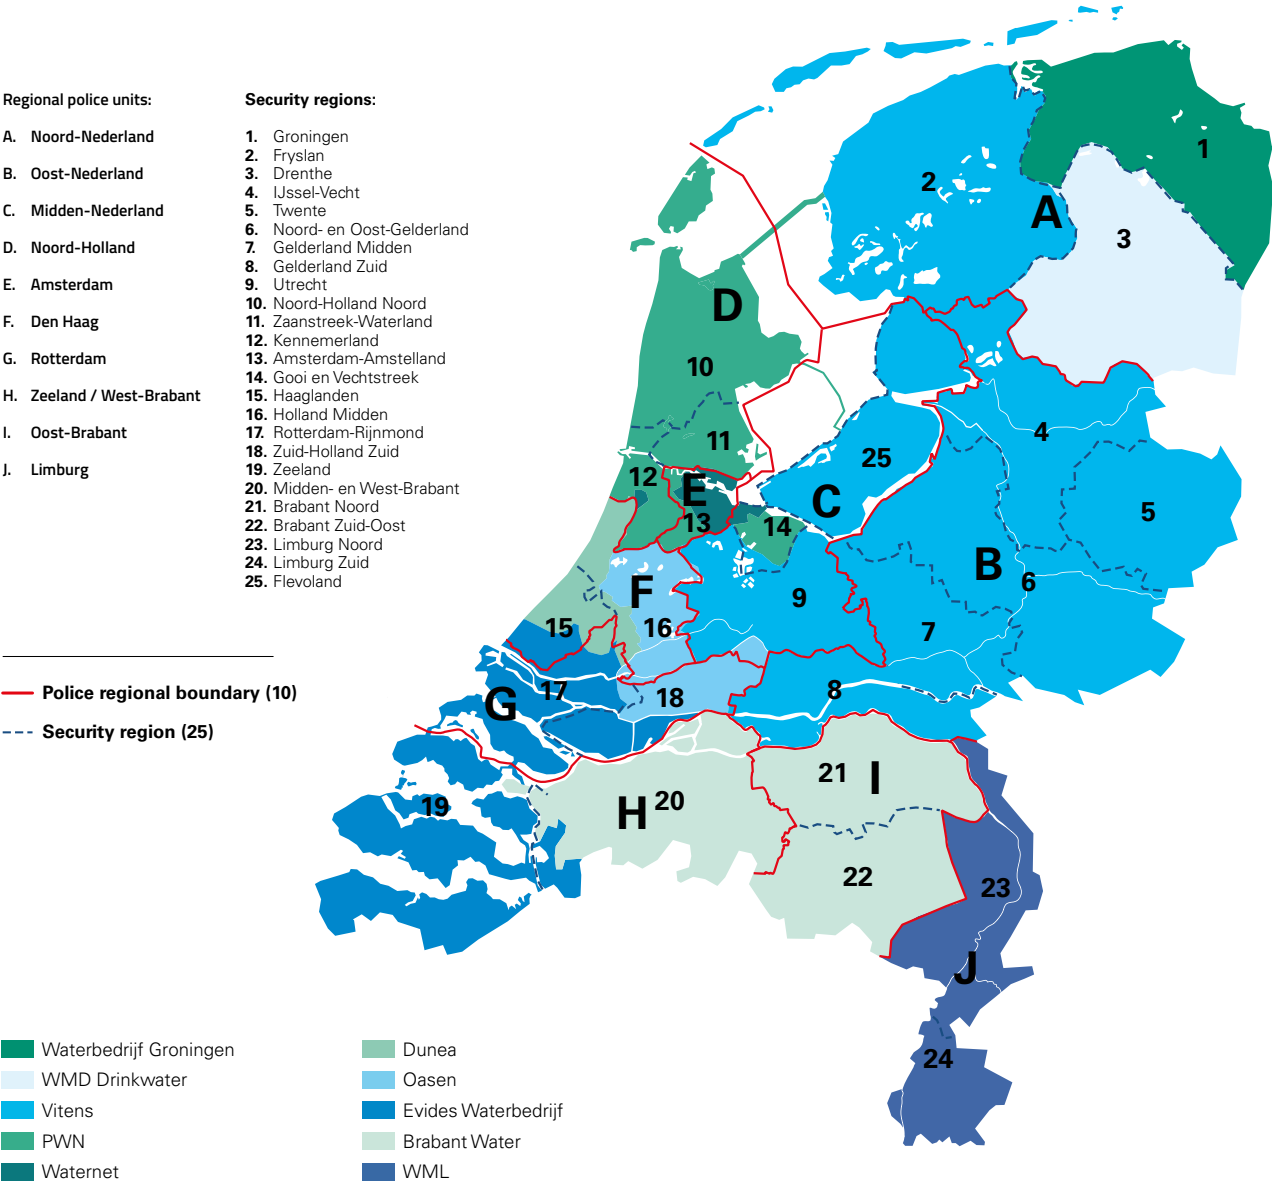 Regional police units:
A. Noord-Nederland
B. Oost-Nederland
C. Midden-Nederland
D. Noord-Holland
E. Amsterdam
F. Den Haag
G. Rotterdam
H. Zeeland / West-Brabant
I. Oost-Brabant
J. Limburg
Security regions:
1. Groningen
2. Fryslan
3. Drenthe
4. IJssel-Vecht
5. Twente
6. Noord- en Oost-Gelderland
7. Gelderland Midden
8. Gelderland Zuid
9. Utrecht
10. Noord-Holland Noord
11. Zaanstreek-Waterland
12. Kennemerland
13. Amsterdam-Amstelland
14. Gooi en Vechtstreek
15. Haaglanden
16. Holland Midden
17. Rotterdam-Rijnmond
18. Zuid-Holland Zuid
19. Zeeland
20. Midden- en West-Brabant
21. Brabant Noord
22. Brabant Zuid-Oost
23. Limburg Noord
24. Limburg Zuid
25. Flevoland
Police regional boundary (10)
Security region (25)
1
2
A
3
D
10
4
11
25
12
E
C
5
13
14
B
6
F
9
15
16
7
17
18
8
G
21
I
19
H 20
22
23
J
24
Waterbedrijf Groningen
WMD Drinkwater
Vitens
PWN
Waternet
Dunea
Oasen
Evides Waterbedrijf
Brabant Water
WML